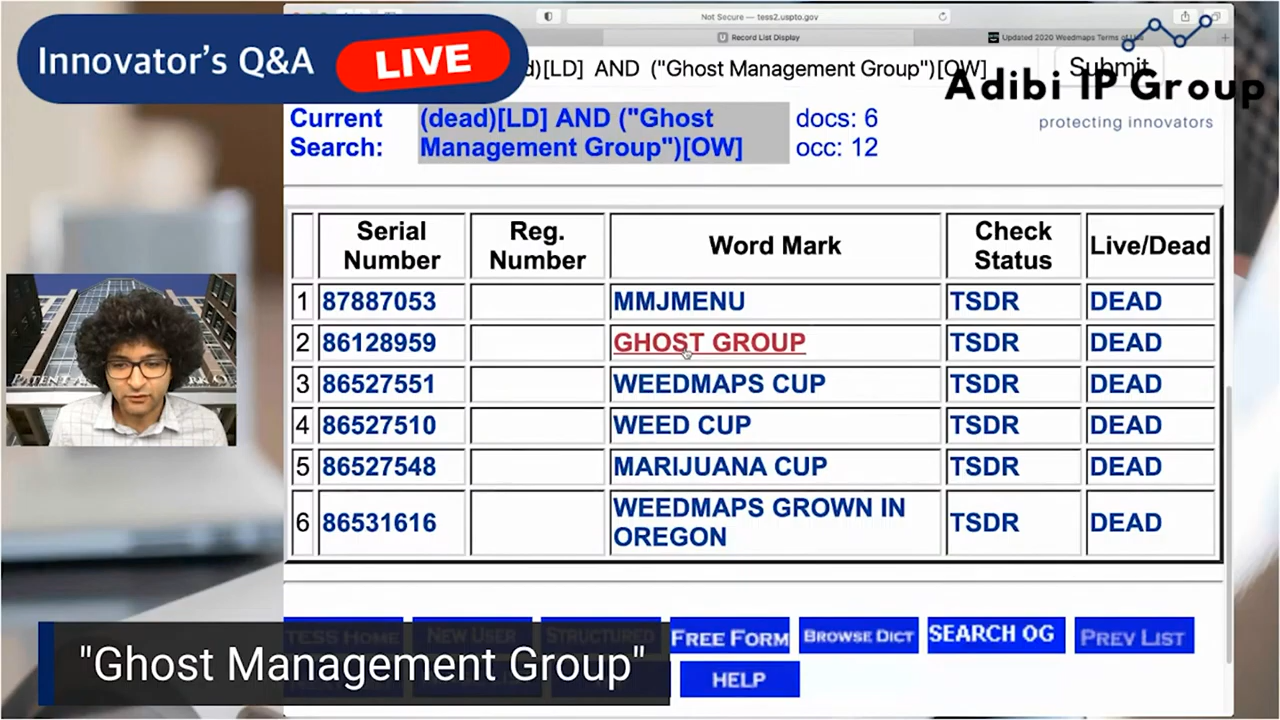 Innovator's Q&A
LIVE
Not Secure — tess2.uspto.gov
Record List Display
Updated 2020 Weedmaps Terms of
d)[LD] AND ("Ghost Management Group")[OW]
Submit
Adibi IP Group
protecting innovators
Current Search:
(dead)[LD] AND ("Ghost Management Group")[OW]
docs: 6
occ: 12
Serial Number Reg. Number Word Mark Check Status Live/Dead
1 87887053 MMJMENU TSDR DEAD
2 86128959 GHOST GROUP TSDR DEAD
3 86527551 WEEDMAPS CUP TSDR DEAD
4 86527510 WEED CUP TSDR DEAD
5 86527548 MARIJUANA CUP TSDR DEAD
6 86531616 WEEDMAPS GROWN IN OREGON TSDR DEAD
TESS HOME NEW USER STRUCTURED FREE FORM BROWSE DICT SEARCH OG PREV LIST
HELP
"Ghost Management Group"